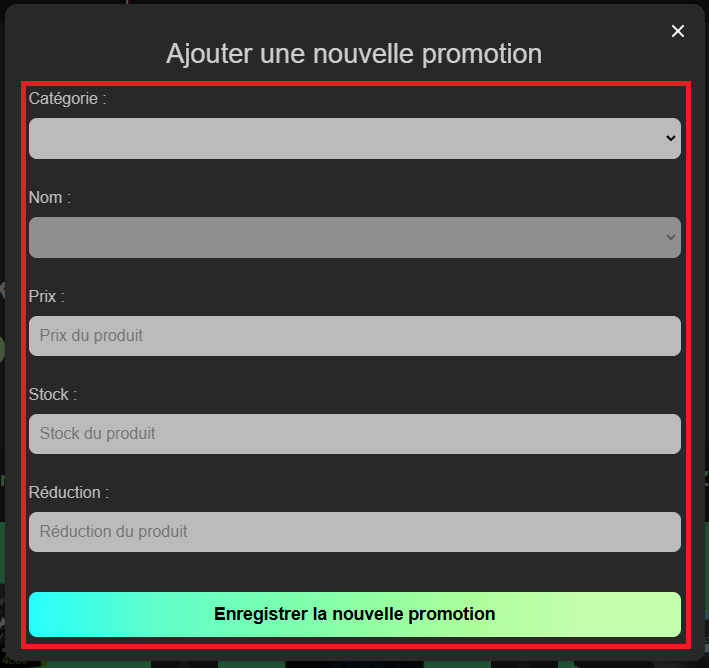 ×
Ajouter une nouvelle promotion
Catégorie :
Nom :
Prix :
Prix du produit
Stock :
Stock du produit
Réduction :
Réduction du produit
Enregistrer la nouvelle promotion